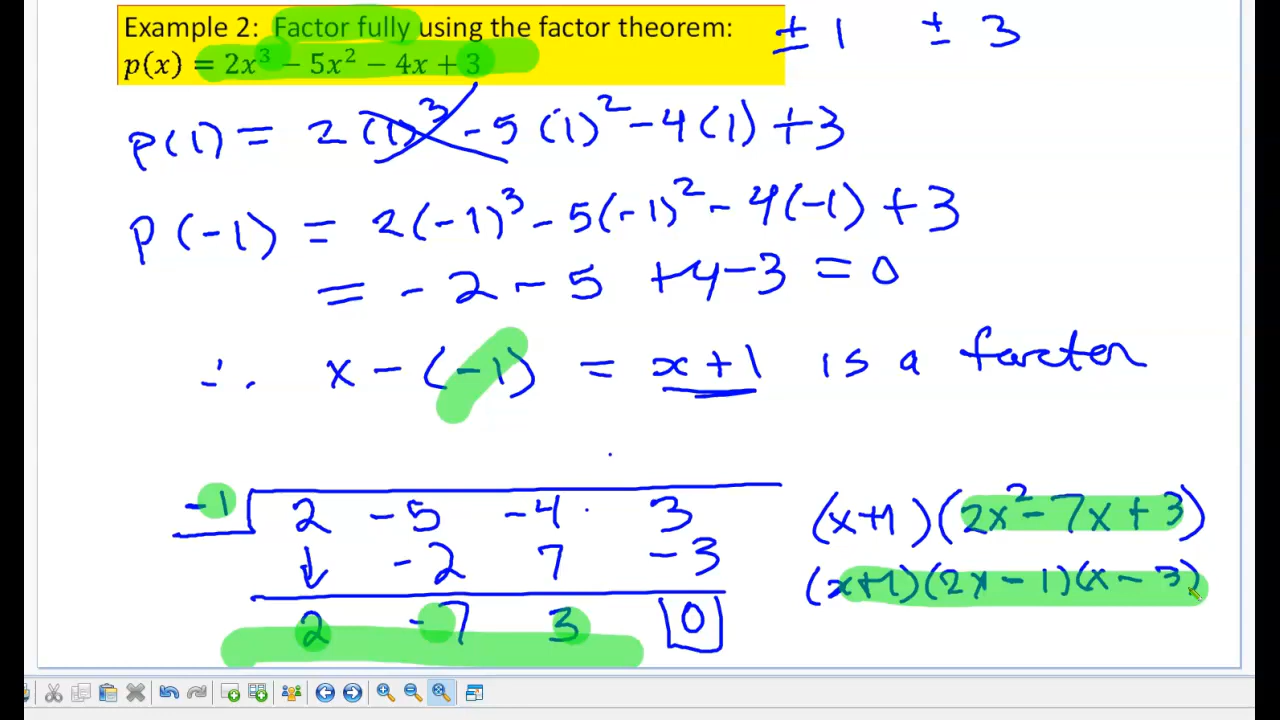 Example 2: Factor fully using the factor theorem: ± 1 ± 3
p(x) = 2x³ − 5x² − 4x + 3
p(1) = 2(1)³ - 5(1)² - 4(1) + 3
p(-1) = 2(-1)³ - 5(-1)² - 4(-1) + 3
= - 2 - 5 + 4 - 3 = 0
∴ x - (-1) = x + 1 is a factor
-1 2 -5 -4 3
(x+1)(2x² - 7x + 3)
↓ -2 7 -3
(x+1)(2x - 1)(x - 3)
2 -7 3 0